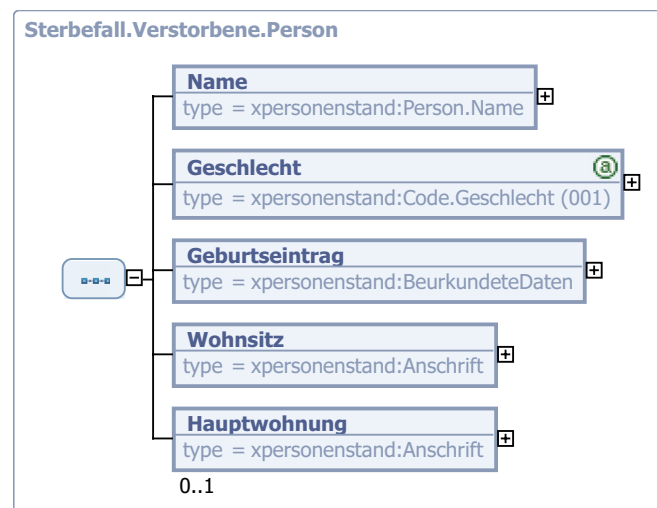 Sterbefall.Verstorbene.Person
Name
type = xpersonenstand:Person.Name
Geschlecht
a
type = xpersonenstand:Code.Geschlecht (001)
Geburtseintrag
type = xpersonenstand:BeurkundeteDaten
Wohnsitz
type = xpersonenstand:Anschrift
Hauptwohnung
type = xpersonenstand:Anschrift
0..1